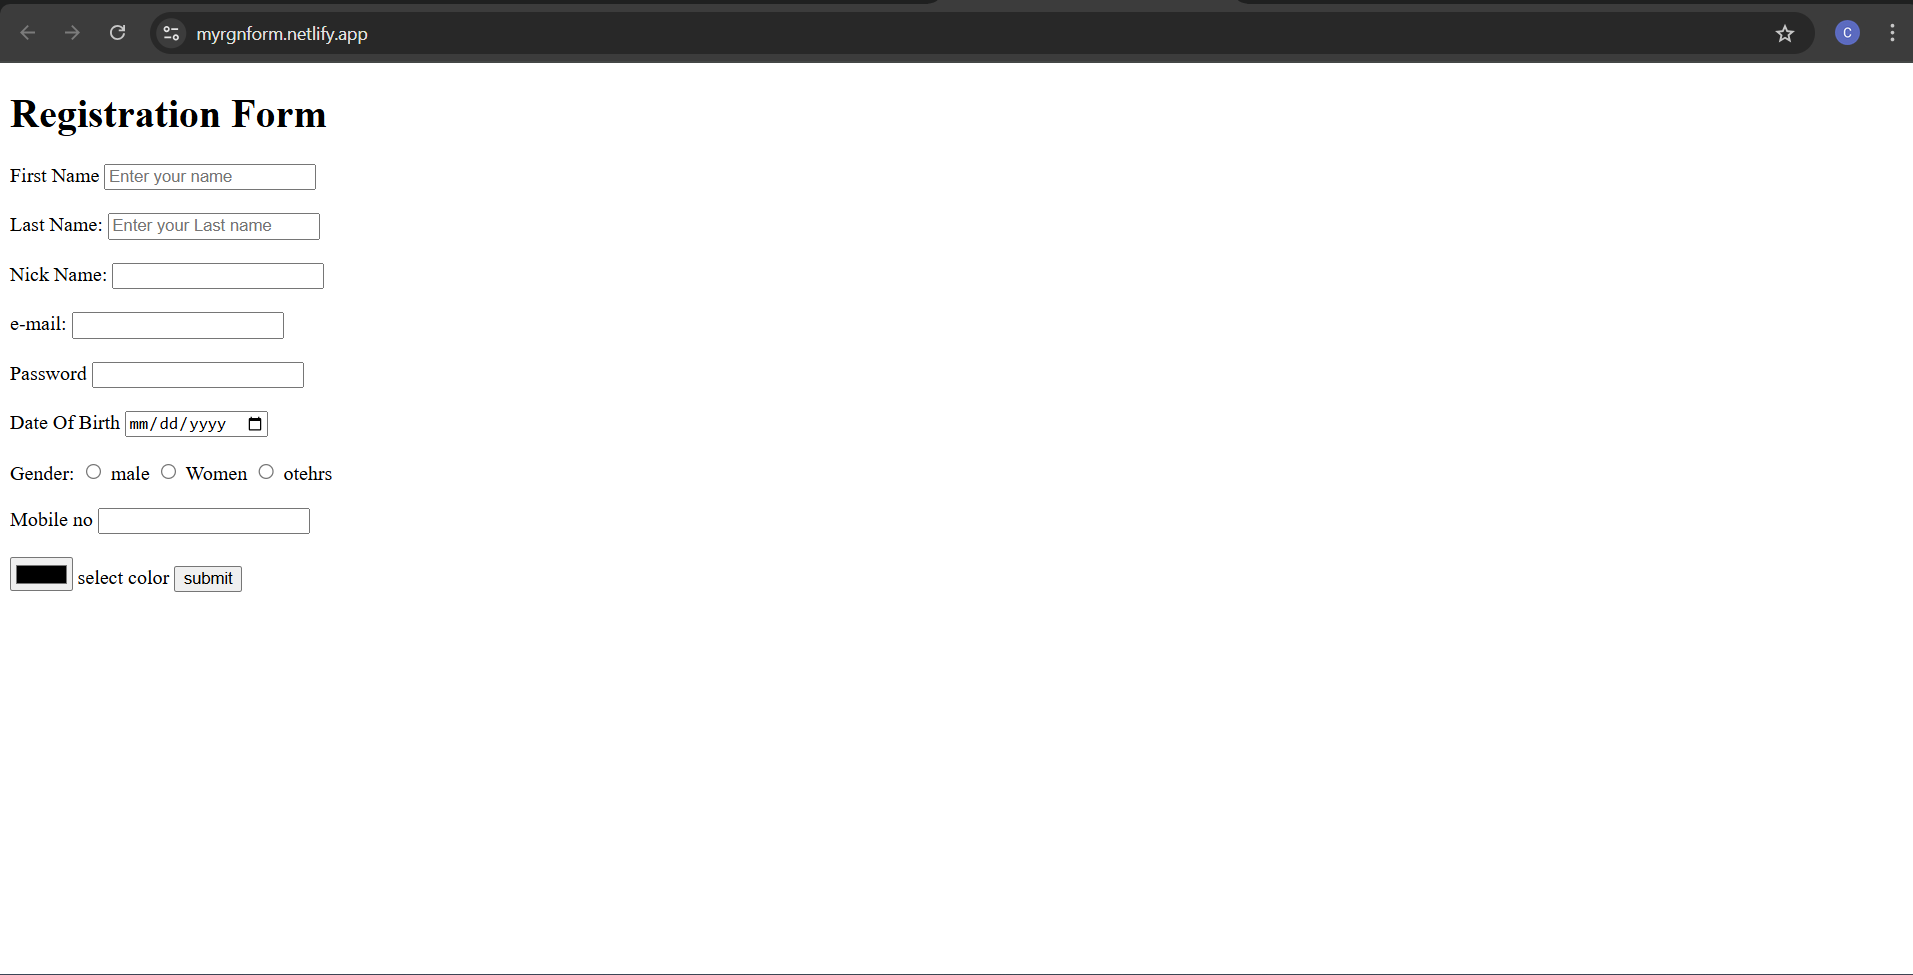 myrgnform.netlify.app
C
Registration Form
First Name Enter your name
Last Name: Enter your Last name
Nick Name:
e-mail:
Password
Date Of Birth mm/dd/yyyy
Gender: male Women otehrs
Mobile no
select color submit